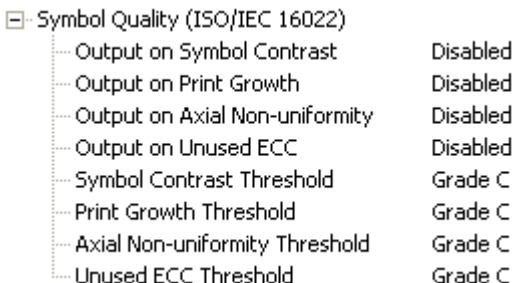 Symbol Quality (ISO/IEC 16022)
Output on Symbol Contrast Disabled
Output on Print Growth Disabled
Output on Axial Non-uniformity Disabled
Output on Unused ECC Disabled
Symbol Contrast Threshold Grade C
Print Growth Threshold Grade C
Axial Non-uniformity Threshold Grade C
Unused ECC Threshold Grade C